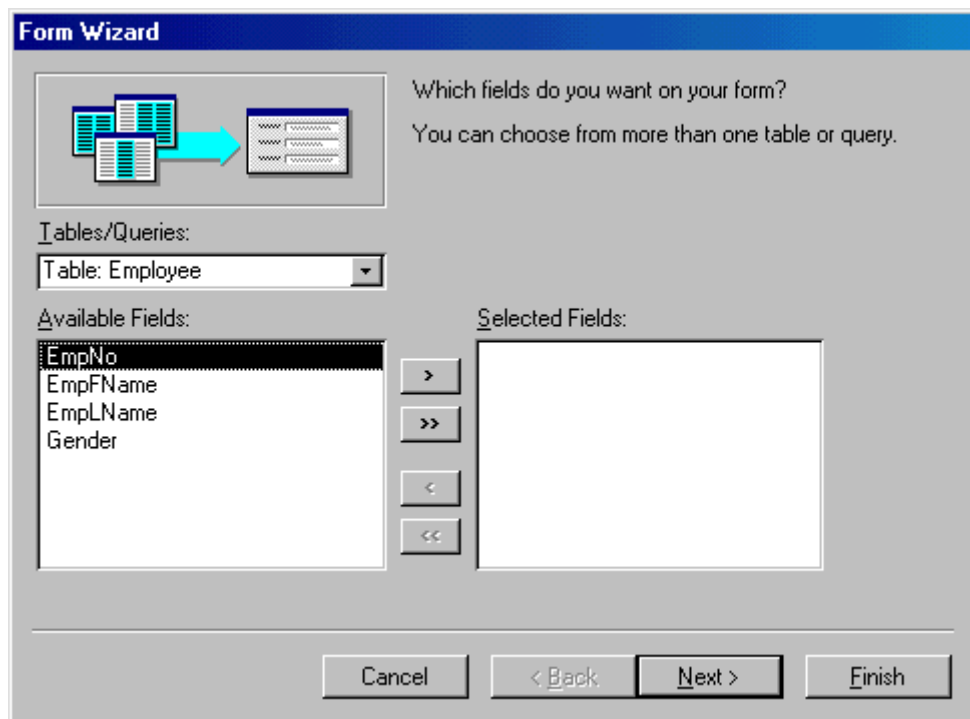 Form Wizard
Which fields do you want on your form?
You can choose from more than one table or query.
Tables/Queries:
Table: Employee
Available Fields:
Selected Fields:
EmpNo
EmpFName
EmpLName
Gender
>
>>
<
<<
Cancel
< Back
Next >
Finish